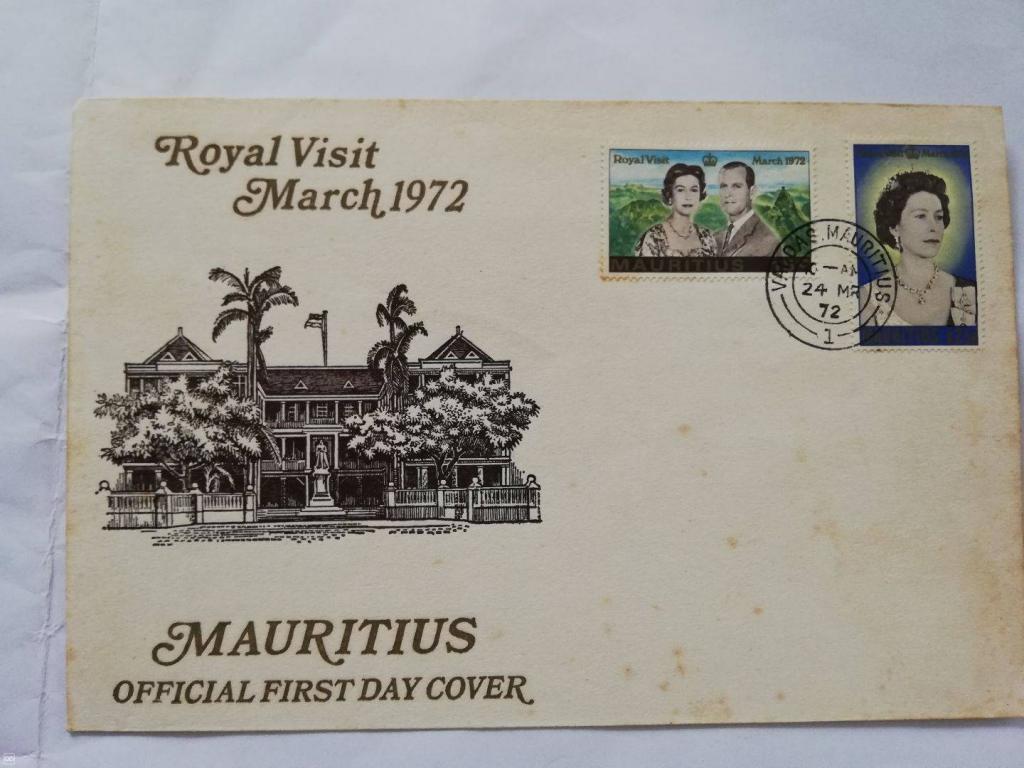 Royal Visit
March 1972
Royal Visit March 1972
MAURITIUS
VACOAS. MAURITIUS
24 MR
72
1
MAURITIUS
OFFICIAL FIRST DAY COVER